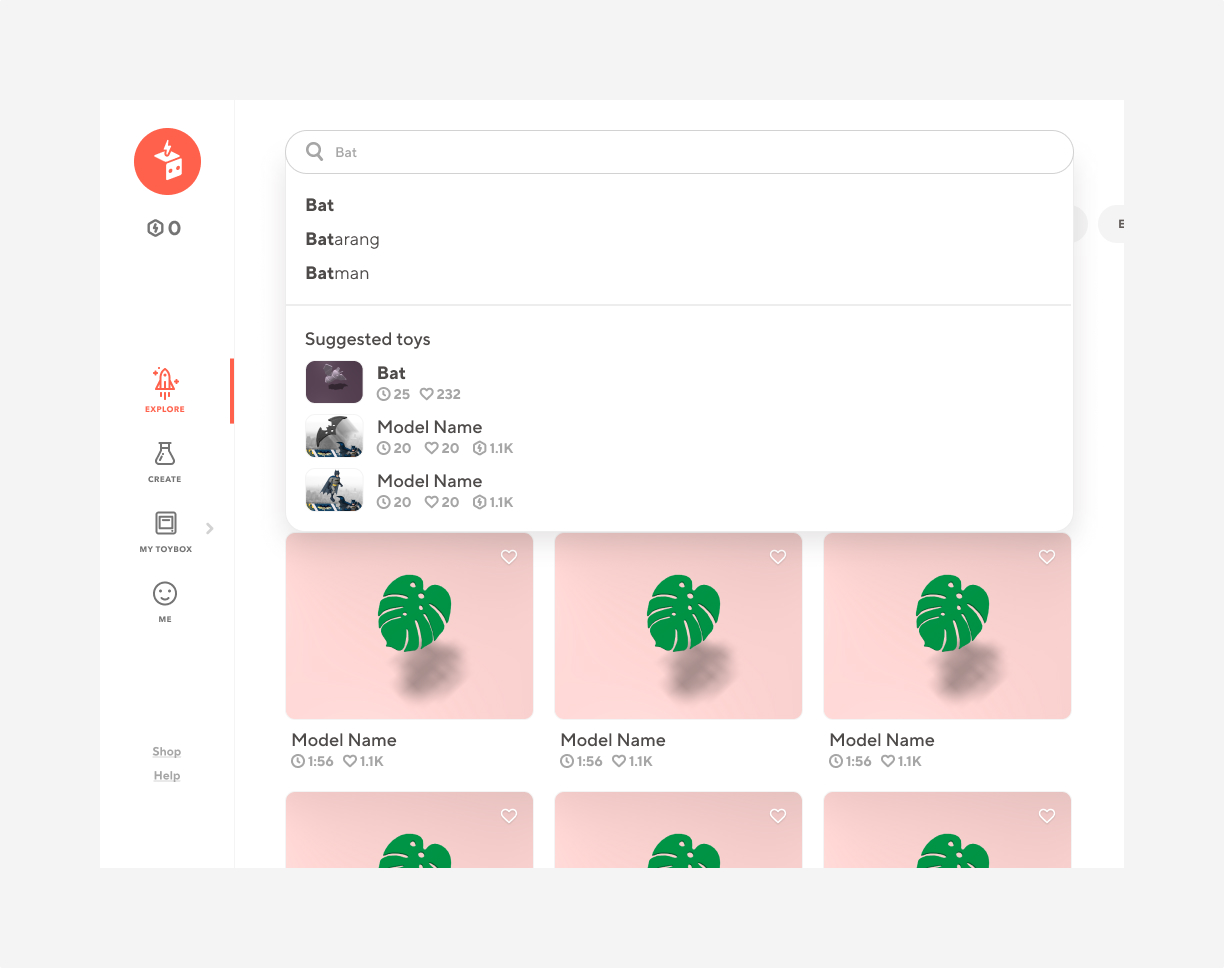 0
EXPLORE
CREATE
MY TOYBOX
ME
Shop
Help
Bat
Bat
Batarang
Batman
Suggested toys
Bat
25 232
Model Name
20 20 1.1K
Model Name
20 20 1.1K
Model Name Model Name Model Name
1:56 1.1K 1:56 1.1K 1:56 1.1K